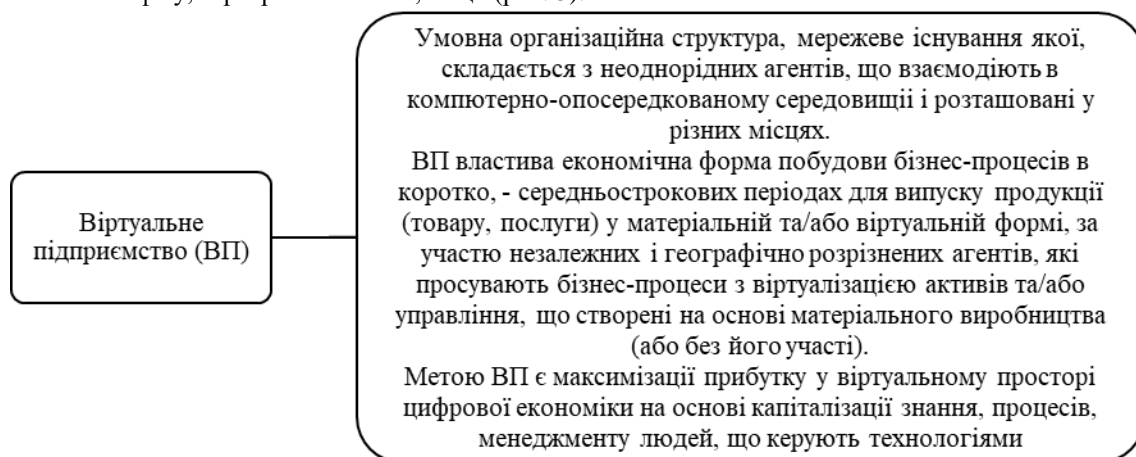 Умовна організаційна структура, мережеве існування якої,
складається з неоднорідних агентів, що взаємодіють в
компютерно-опосередкованому середовищіі і розташовані у
різних місцях.
ВП властива економічна форма побудови бізнес-процесів в
коротко, - середньострокових періодах для випуску продукції
(товару, послуги) у матеріальній та/або віртуальній формі, за
участю незалежних і географічно розрізнених агентів, які
просувають бізнес-процеси з віртуалізацією активів та/або
управління, що створені на основі матеріального виробництва
(або без його участі).
Метою ВП є максимізації прибутку у віртуальному просторі
цифрової економіки на основі капіталізації знання, процесів,
менеджменту людей, що керують технологіями
Віртуальне
підприємство (ВП)